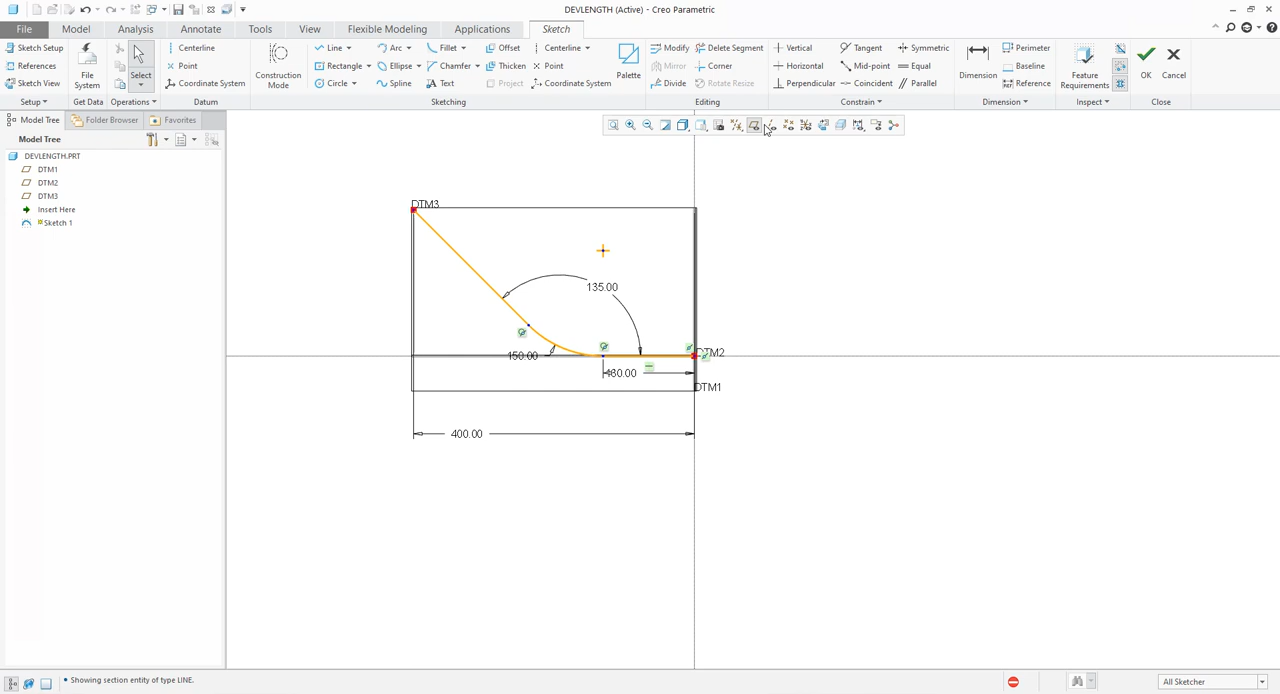 DEVLENGTH (Active) - Creo Parametric
File Model Analysis Annotate Tools View Flexible Modeling Applications Sketch
Sketch Setup
References
Sketch View
Setup
File
System
Get Data
Select
Operations
Centerline
Point
Coordinate System
Datum
Construction
Mode
Line Arc Fillet Offset Centerline
Rectangle Ellipse Chamfer Thicken Point
Circle Spline Text Project Coordinate System
Palette
Sketching
Modify Delete Segment
Mirror Corner
Divide Rotate Resize
Editing
Vertical Tangent Symmetric
Horizontal Mid-point Equal
Perpendicular Coincident Parallel
Constrain
Dimension
Perimeter
Baseline
Reference
Dimension
Feature
Requirements
Inspect
OK
Cancel
Close
Model Tree Folder Browser Favorites
Model Tree
DEVLENGTH.PRT
DTM1
DTM2
DTM3
Insert Here
Sketch 1
DTM3
135.00
150.00
DTM2
DTM1
400.00
Showing section entity of type LINE.
All Sketcher